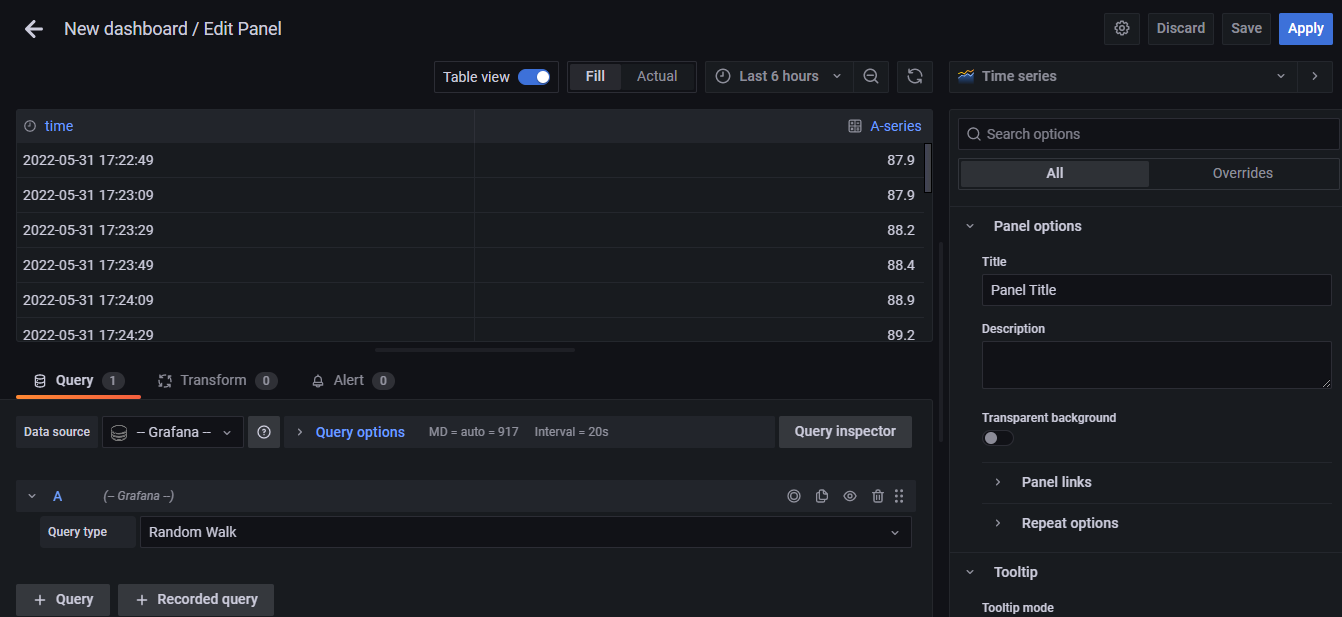 New dashboard / Edit Panel
Discard
Save
Apply
Table view
Fill
Actual
Last 6 hours
Time series
time
A-series
2022-05-31 17:22:49 87.9
2022-05-31 17:23:09 87.9
2022-05-31 17:23:29 88.2
2022-05-31 17:23:49 88.4
2022-05-31 17:24:09 88.9
2022-05-31 17:24:29 89.2
Search options
All
Overrides
Panel options
Title
Panel Title
Description
Transparent background
Panel links
Repeat options
Tooltip
Tooltip mode
Query 1
Transform 0
Alert 0
Data source
-- Grafana --
Query options
MD = auto = 917
Interval = 20s
Query inspector
A
(-- Grafana --)
Query type
Random Walk
+ Query
+ Recorded query